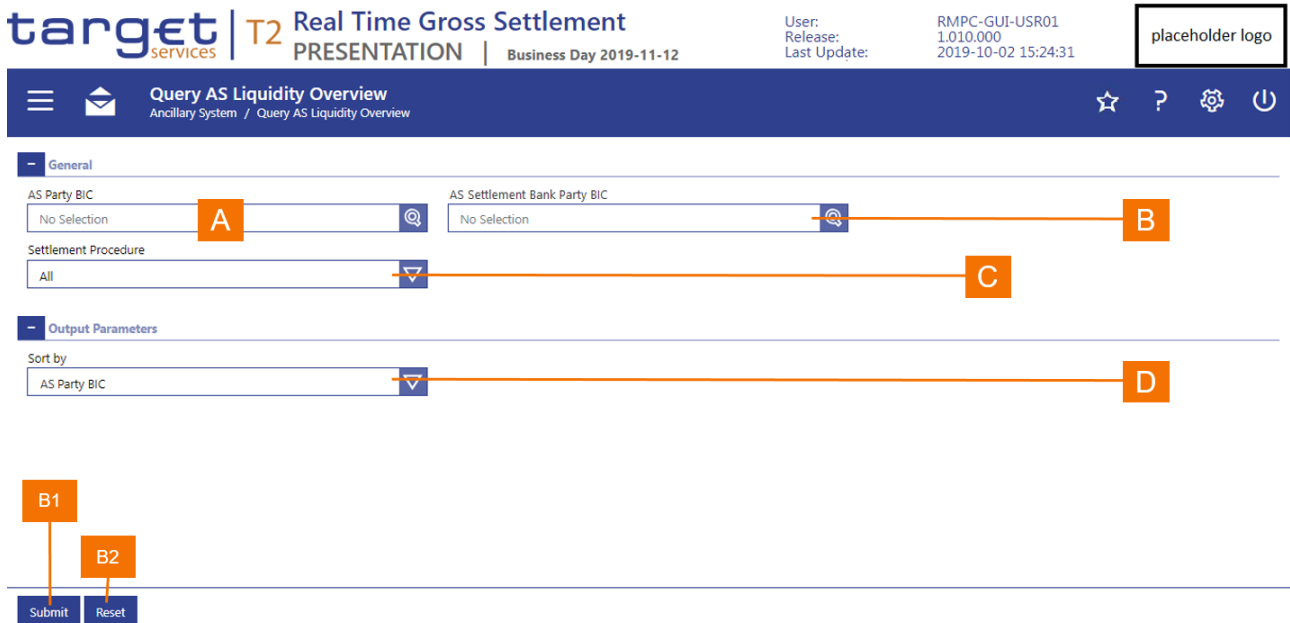 target services T2 Real Time Gross Settlement
PRESENTATION | Business Day 2019-11-12
User: RMPC-GUI-USR01
Release: 1.010.000
Last Update: 2019-10-02 15:24:31
placeholder logo
Query AS Liquidity Overview
Ancillary System / Query AS Liquidity Overview
?
− General
AS Party BIC
No Selection
A
AS Settlement Bank Party BIC
No Selection
B
Settlement Procedure
All
C
− Output Parameters
Sort by
AS Party BIC
D
B1
B2
Submit
Reset